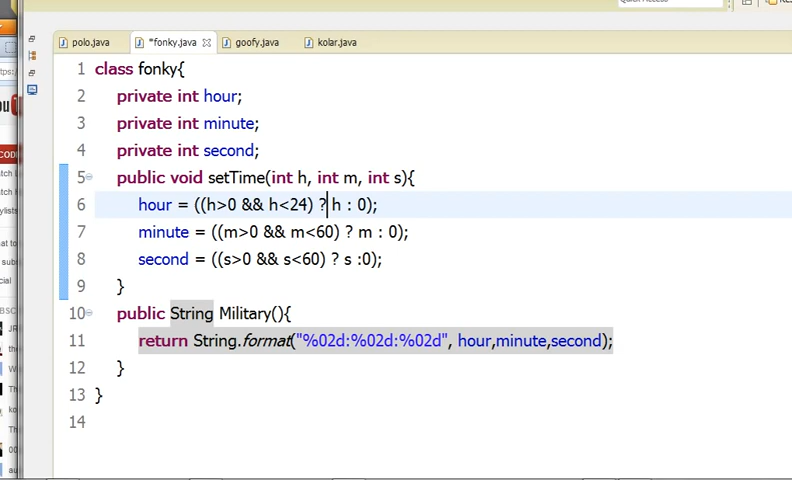 polo.java *fonky.java goofy.java kolar.java
1 class fonky{
2 private int hour;
3 private int minute;
4 private int second;
5 public void setTime(int h, int m, int s){
6 hour = ((h>0 && h<24) ? h : 0);
7 minute = ((m>0 && m<60) ? m : 0);
8 second = ((s>0 && s<60) ? s :0);
9 }
10 public String Military(){
11 return String.format("%02d:%02d:%02d", hour,minute,second);
12 }
13 }
14